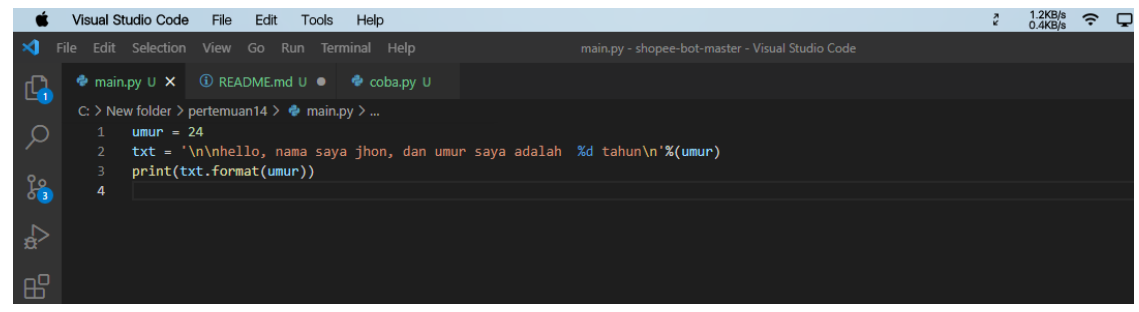 Visual Studio Code File Edit Tools Help 1.2KB/s
0.4KB/s
File Edit Selection View Go Run Terminal Help main.py - shopee-bot-master - Visual Studio Code
main.py U README.md U coba.py U
1
C: > New folder > pertemuan14 > main.py > ...
1 umur = 24
2 txt = '\n\nhello, nama saya jhon, dan umur saya adalah  %d tahun\n'%(umur)
3 print(txt.format(umur))
3
4